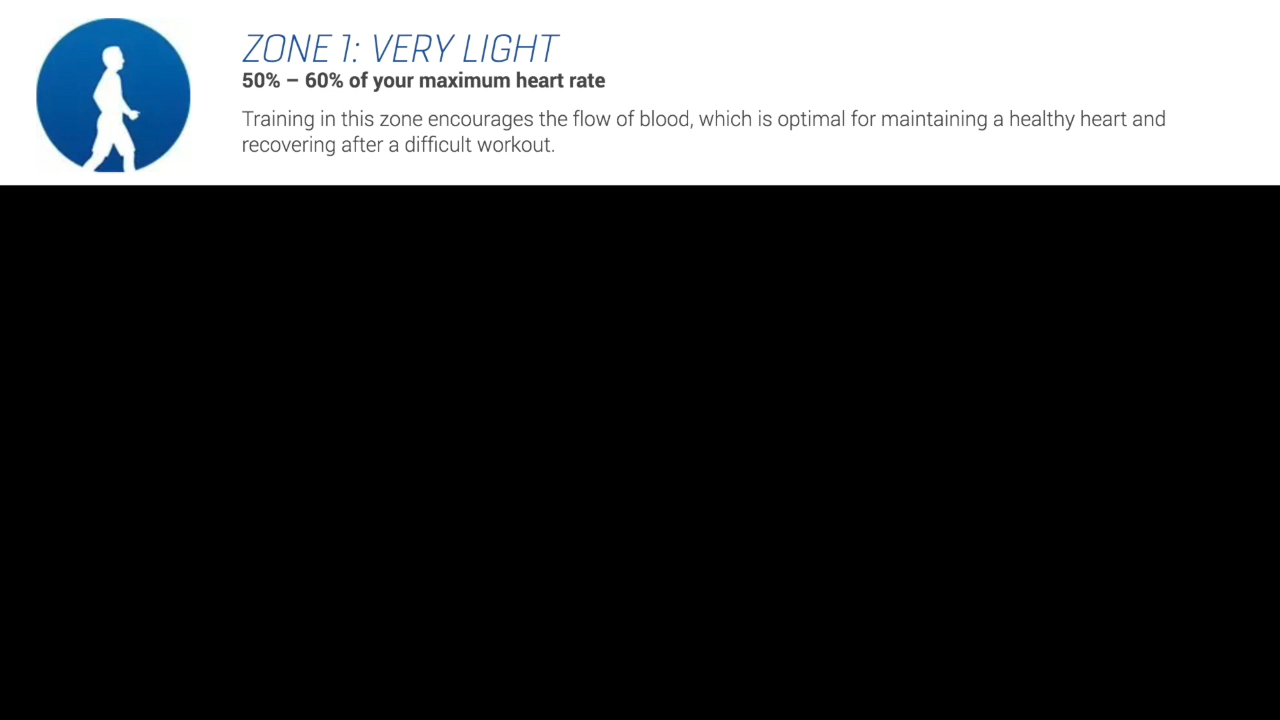 ZONE 1: VERY LIGHT
50% – 60% of your maximum heart rate
Training in this zone encourages the flow of blood, which is optimal for maintaining a healthy heart and
recovering after a difficult workout.